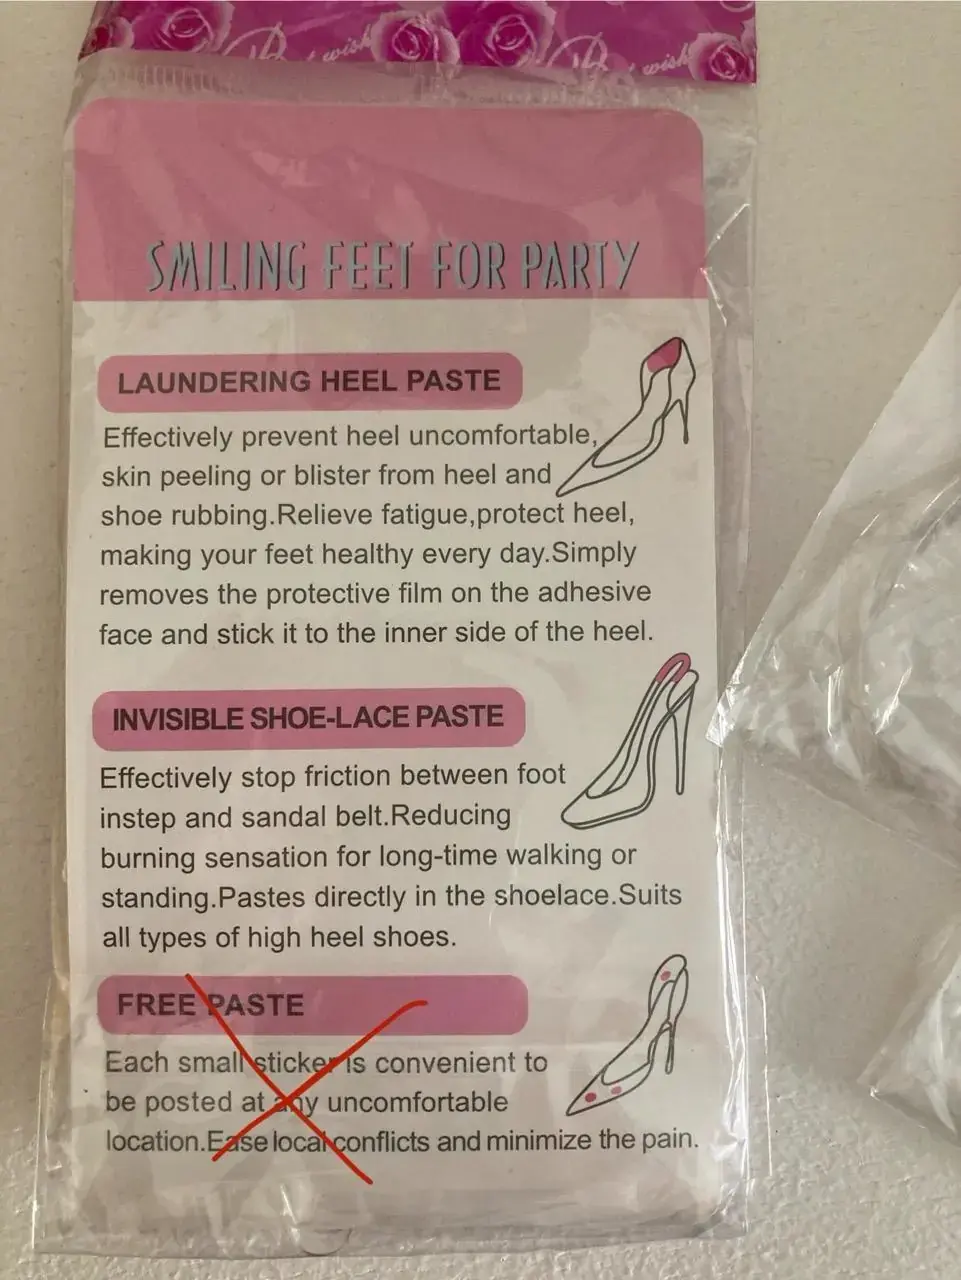 Best wish
Best wish
SMILING FEET FOR PARTY
LAUNDERING HEEL PASTE
Effectively prevent heel uncomfortable,
skin peeling or blister from heel and
shoe rubbing.Relieve fatigue,protect heel,
making your feet healthy every day.Simply
removes the protective film on the adhesive
face and stick it to the inner side of the heel.
INVISIBLE SHOE-LACE PASTE
Effectively stop friction between foot
instep and sandal belt.Reducing
burning sensation for long-time walking or
standing.Pastes directly in the shoelace.Suits
all types of high heel shoes.
FREE PASTE
Each small sticker is convenient to
be posted at any uncomfortable
location.Ease local conflicts and minimize the pain.